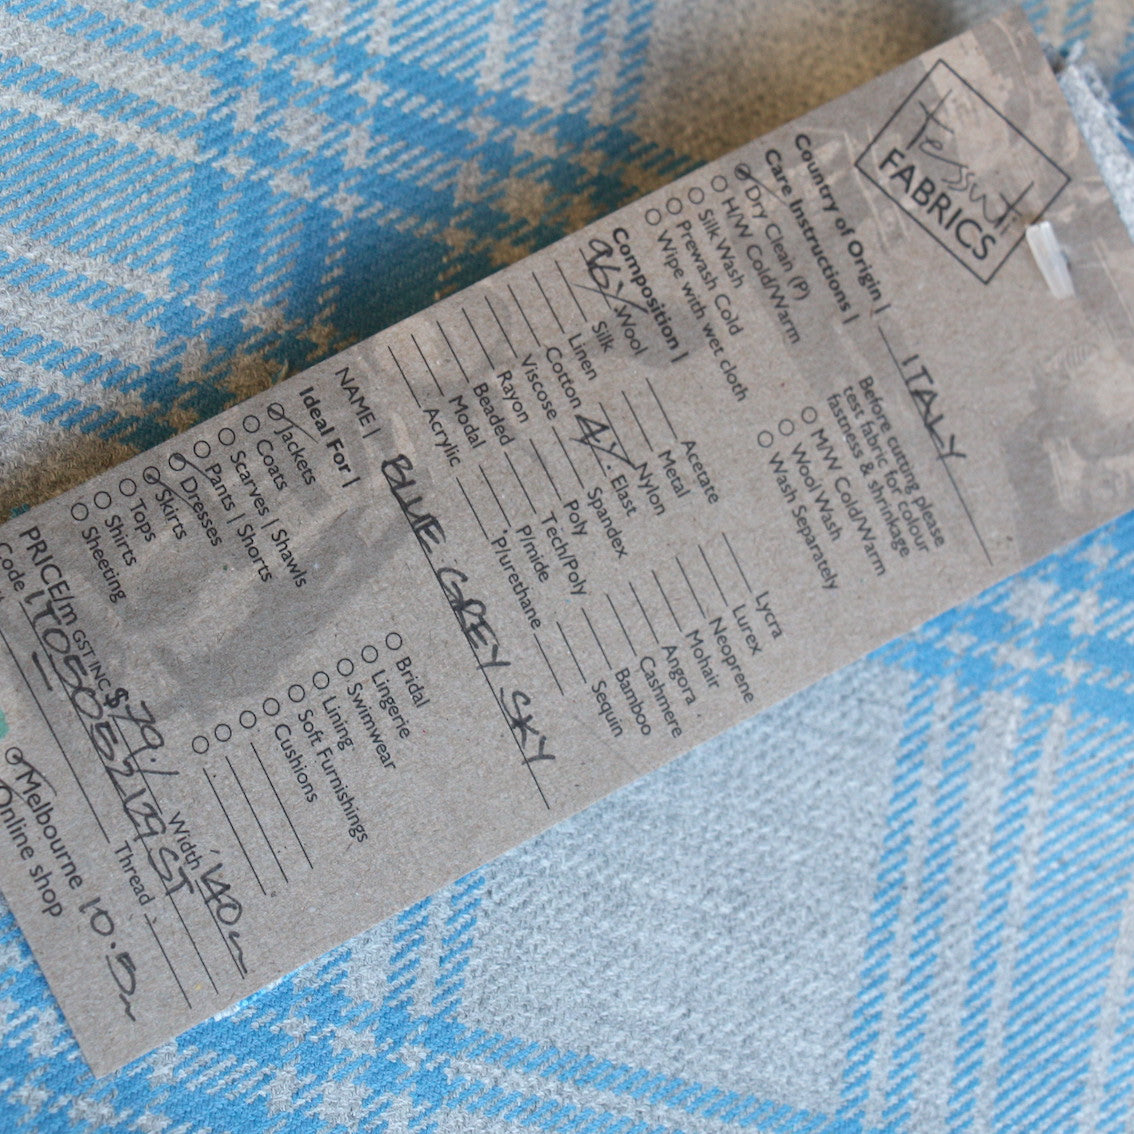 tessuti
FABRICS
Country of Origin | ITALY
Care Instructions | Before cutting please
test fabric for colour
fastness & shrinkage
Dry Clean (P)
H/W Cold/Warm
Silk Wash
Prewash Cold
Wipe with wet cloth
M/W Cold/Warm
Wool Wash
Wash Separately
Composition |
96% Wool
Silk
Linen
Cotton
Viscose
Rayon
Beaded
Modal
Acrylic
Acetate
Metal
Nylon
4% Elast.
Spandex
Poly
Tech/Poly
P/mide
P/urethane
Lycra
Lurex
Neoprene
Mohair
Angora
Cashmere
Bamboo
Sequin
NAME | BLUE GREY SKY
Ideal For |
Jackets
Coats
Scarves | Shawls
Pants | Shorts
Dresses
Skirts
Tops
Shirts
Sheeting
Bridal
Lingerie
Swimwear
Lining
Soft Furnishings
Cushions
PRICE/m GST INC $79./ Width 140
Code
Thread
Melbourne 10.5
Online shop